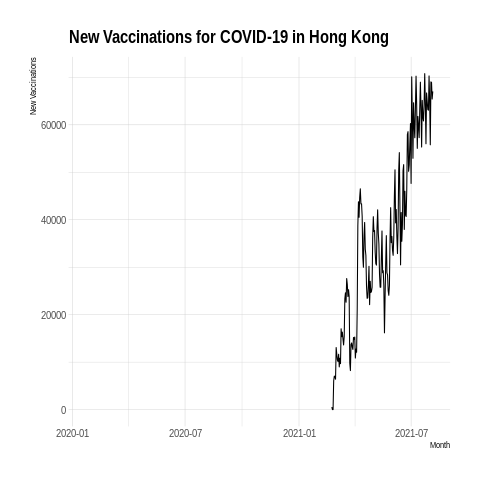 New Vaccinations for COVID-19 in Hong Kong
New Vaccinations
60000
40000
20000
0
2020-01 2020-07 2021-01 2021-07
Month